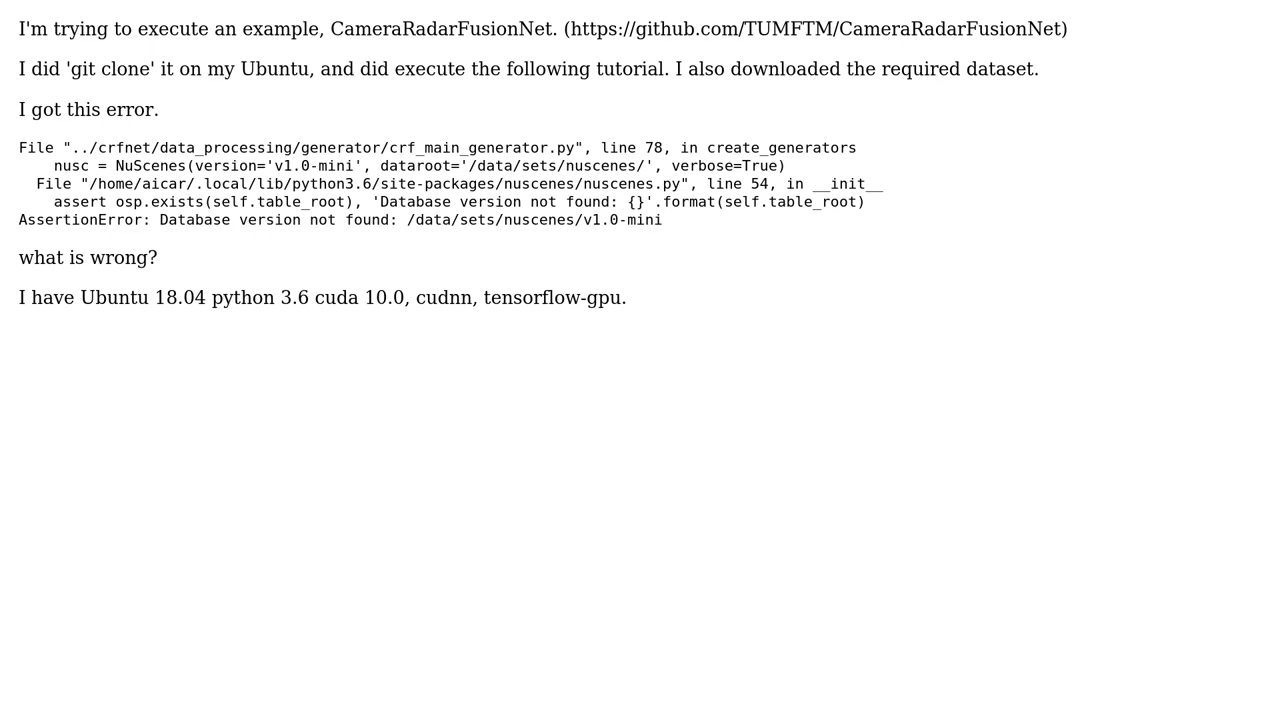 I'm trying to execute an example, CameraRadarFusionNet. (https://github.com/TUMFTM/CameraRadarFusionNet)
I did 'git clone' it on my Ubuntu, and did execute the following tutorial. I also downloaded the required dataset.
I got this error.
File "../crfnet/data_processing/generator/crf_main_generator.py", line 78, in create_generators
    nusc = NuScenes(version='v1.0-mini', dataroot='/data/sets/nuscenes/', verbose=True)
  File "/home/aicar/.local/lib/python3.6/site-packages/nuscenes/nuscenes.py", line 54, in __init__
    assert osp.exists(self.table_root), 'Database version not found: {}'.format(self.table_root)
AssertionError: Database version not found: /data/sets/nuscenes/v1.0-mini
what is wrong?
I have Ubuntu 18.04 python 3.6 cuda 10.0, cudnn, tensorflow-gpu.